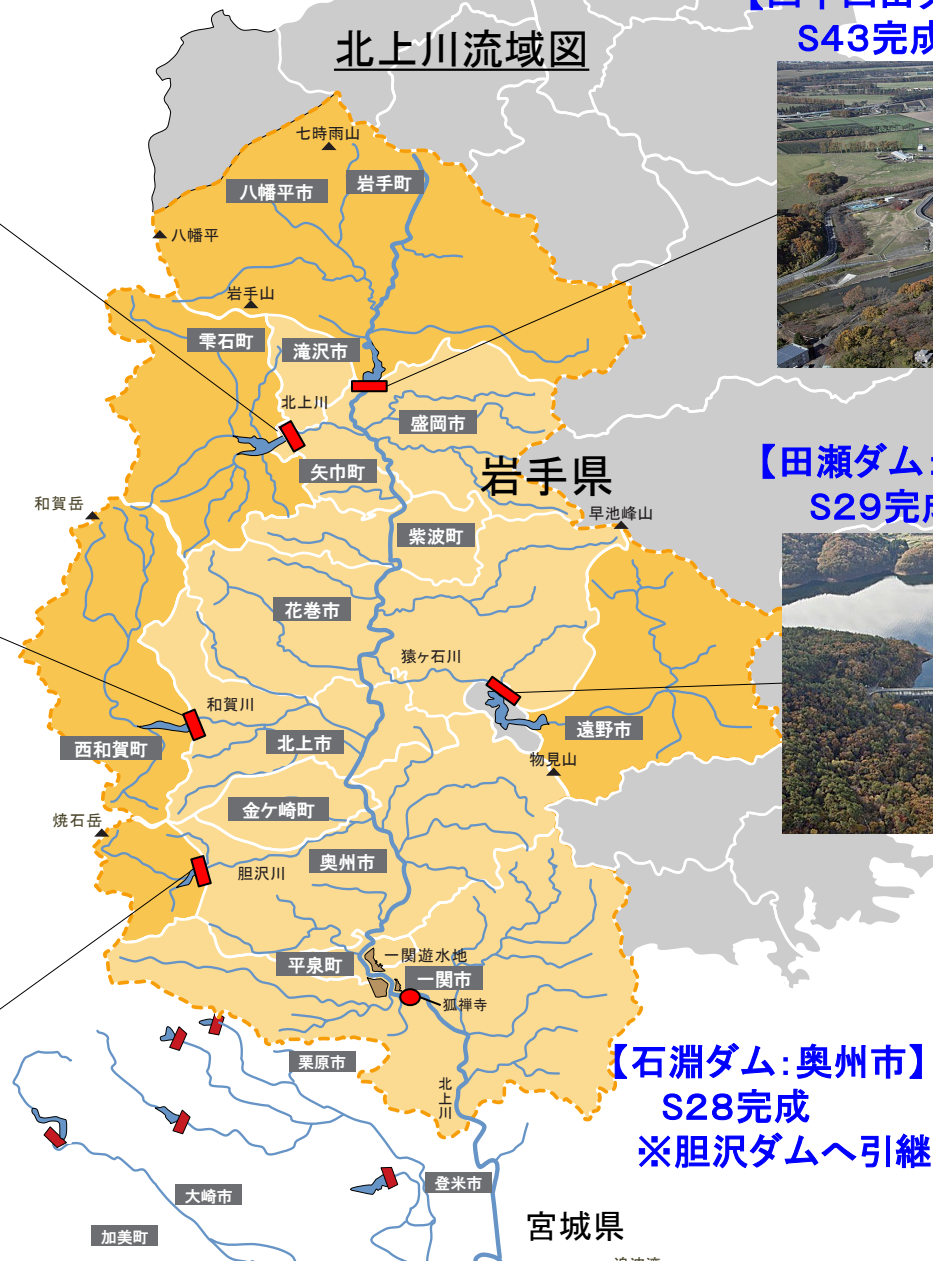 北上川流域図
S43完成
七時雨山
八幡平市
岩手町
八幡平
岩手山
雫石町
滝沢市
北上川
盛岡市
矢巾町
岩手県
【田瀬ダム:
S29完成
和賀岳
早池峰山
紫波町
花巻市
猿ヶ石川
和賀川
遠野市
北上市
西和賀町
物見山
金ケ崎町
焼石岳
奥州市
胆沢川
一関遊水地
平泉町
一関市
狐禅寺
栗原市
【石淵ダム:奥州市】
S28完成
※胆沢ダムへ引継
北上川
登米市
大崎市
宮城県
加美町